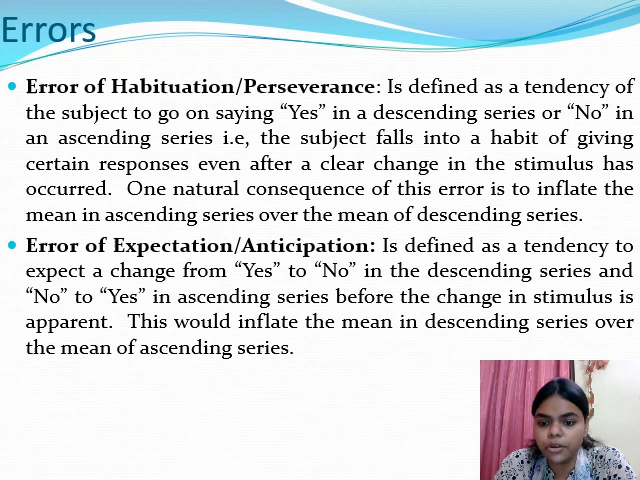 Errors
Error of Habituation/Perseverance: Is defined as a tendency of
the subject to go on saying “Yes” in a descending series or “No” in
an ascending series i.e, the subject falls into a habit of giving
certain responses even after a clear change in the stimulus has
occurred. One natural consequence of this error is to inflate the
mean in ascending series over the mean of descending series.
Error of Expectation/Anticipation: Is defined as a tendency to
expect a change from “Yes” to “No” in the descending series and
“No” to “Yes” in ascending series before the change in stimulus is
apparent. This would inflate the mean in descending series over
the mean of ascending series.